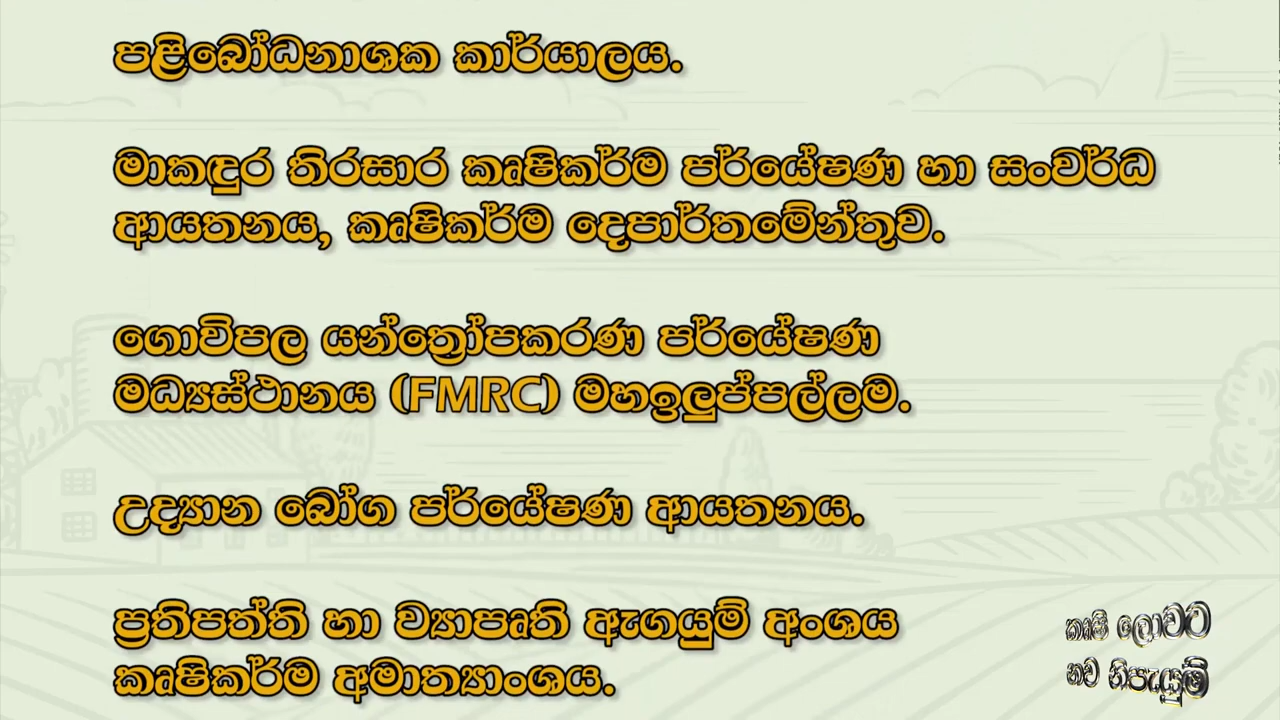 පළිබෝධනාශක කාර්යාලය.
මාකඳුර තිරසාර කෘෂිකර්ම පර්යේෂණ හා සංවර්ධ
ආයතනය, කෘෂිකර්ම දෙපාර්තමේන්තුව.
ගොවිපල යන්ත්‍රෝපකරණ පර්යේෂණ
මධ්‍යස්ථානය (FMRC) මහඉලුප්පල්ලම.
උද්‍යාන බෝග පර්යේෂණ ආයතනය.
ප්‍රතිපත්ති හා ව්‍යාපෘති ඇගයුම් අංශය
කෘෂිකර්ම අමාත්‍යාංශය.
කෘෂි ලොවට
නව නිපැයුම්